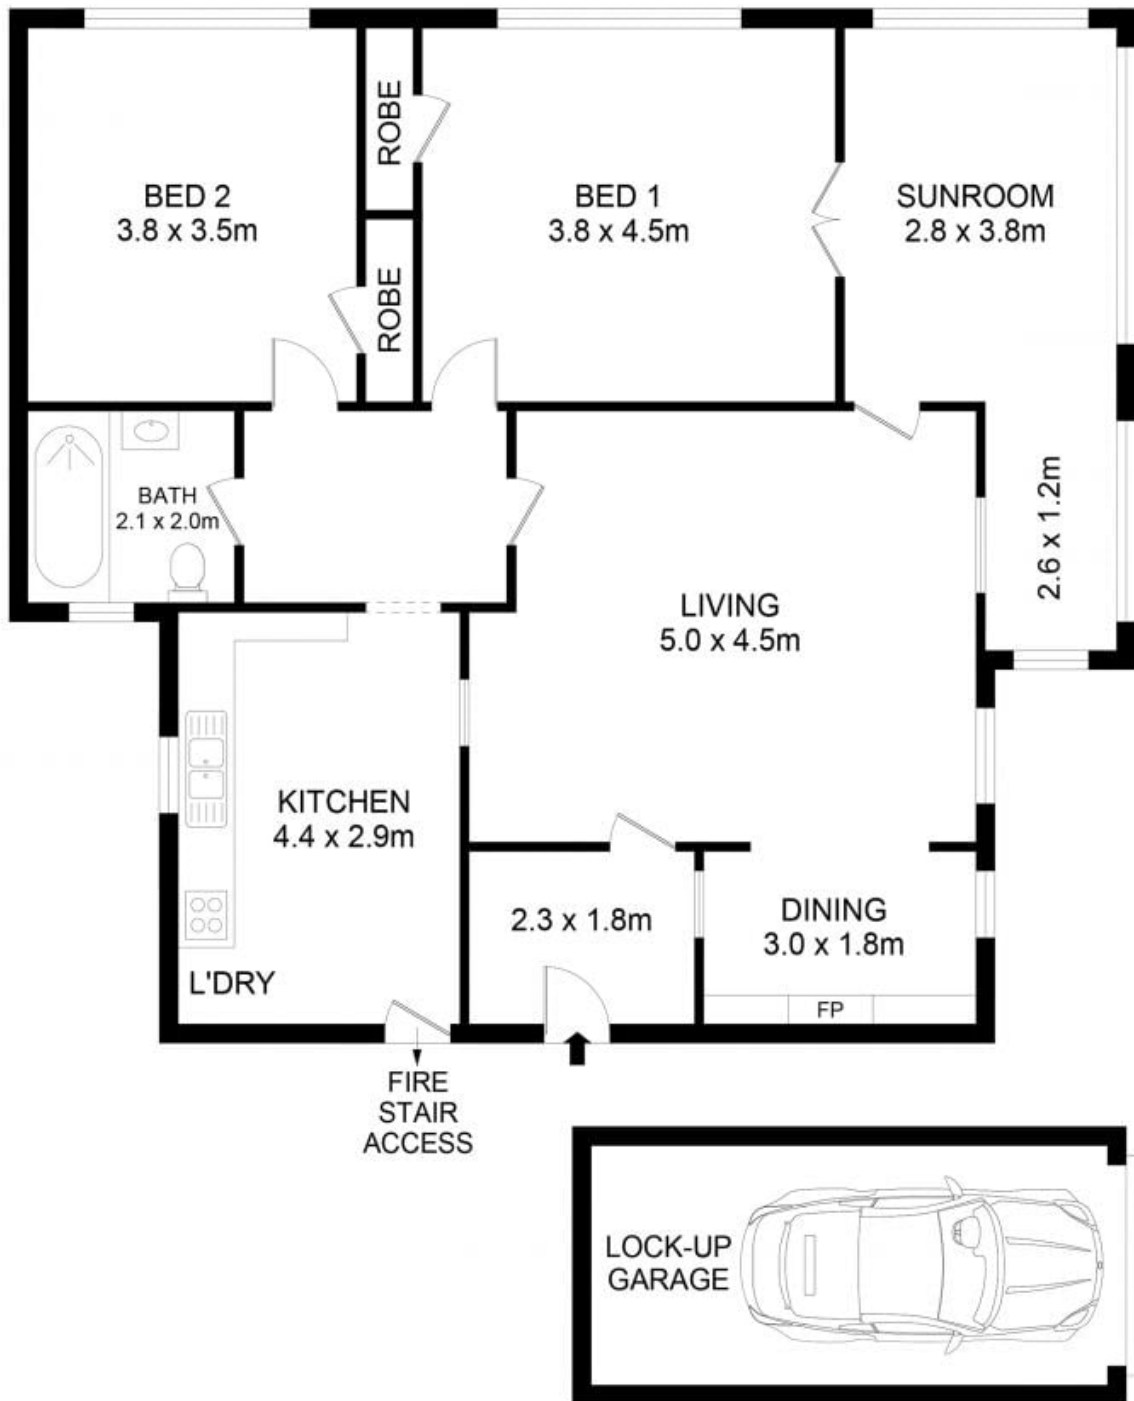 BED 2
3.8 x 3.5m
ROBE
ROBE
BED 1
3.8 x 4.5m
SUNROOM
2.8 x 3.8m
BATH
2.1 x 2.0m
2.6 x 1.2m
LIVING
5.0 x 4.5m
KITCHEN
4.4 x 2.9m
L'DRY
2.3 x 1.8m
DINING
3.0 x 1.8m
FP
FIRE
STAIR
ACCESS
LOCK-UP
GARAGE